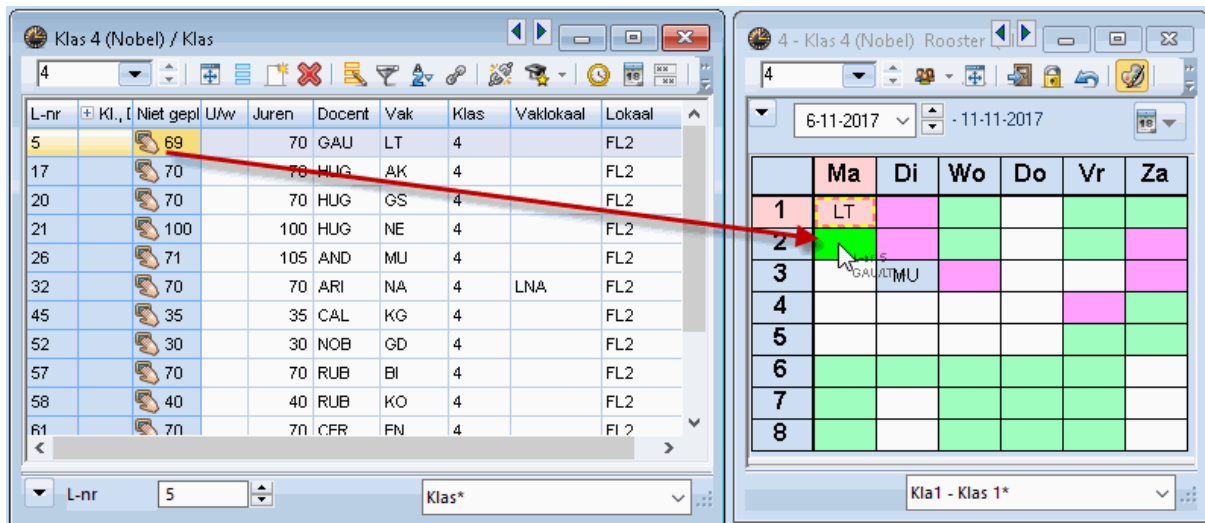 Klas 4 (Nobel) / Klas
4
L-nr Kl., [ Niet gepl U/w Juren Docent Vak Klas Vaklokaal Lokaal
5 69 70 GAU LT 4 FL2
17 70 70 HUG AK 4 FL2
20 70 70 HUG GS 4 FL2
21 100 100 HUG NE 4 FL2
26 71 105 AND MU 4 FL2
32 70 70 ARI NA 4 LNA FL2
45 35 35 CAL KG 4 FL2
52 30 30 NOB GD 4 FL2
57 70 70 RUB BI 4 FL2
58 40 40 RUB KO 4 FL2
61 70 70 CER EN 4 FL2
L-nr 5 Klas*
4 - Klas 4 (Nobel) Rooster
4
6-11-2017 - 11-11-2017
Ma Di Wo Do Vr Za
1 LT
2
L-nr 5
GAU/LT
3 MU
4
5
6
7
8
Kla1 - Klas 1*